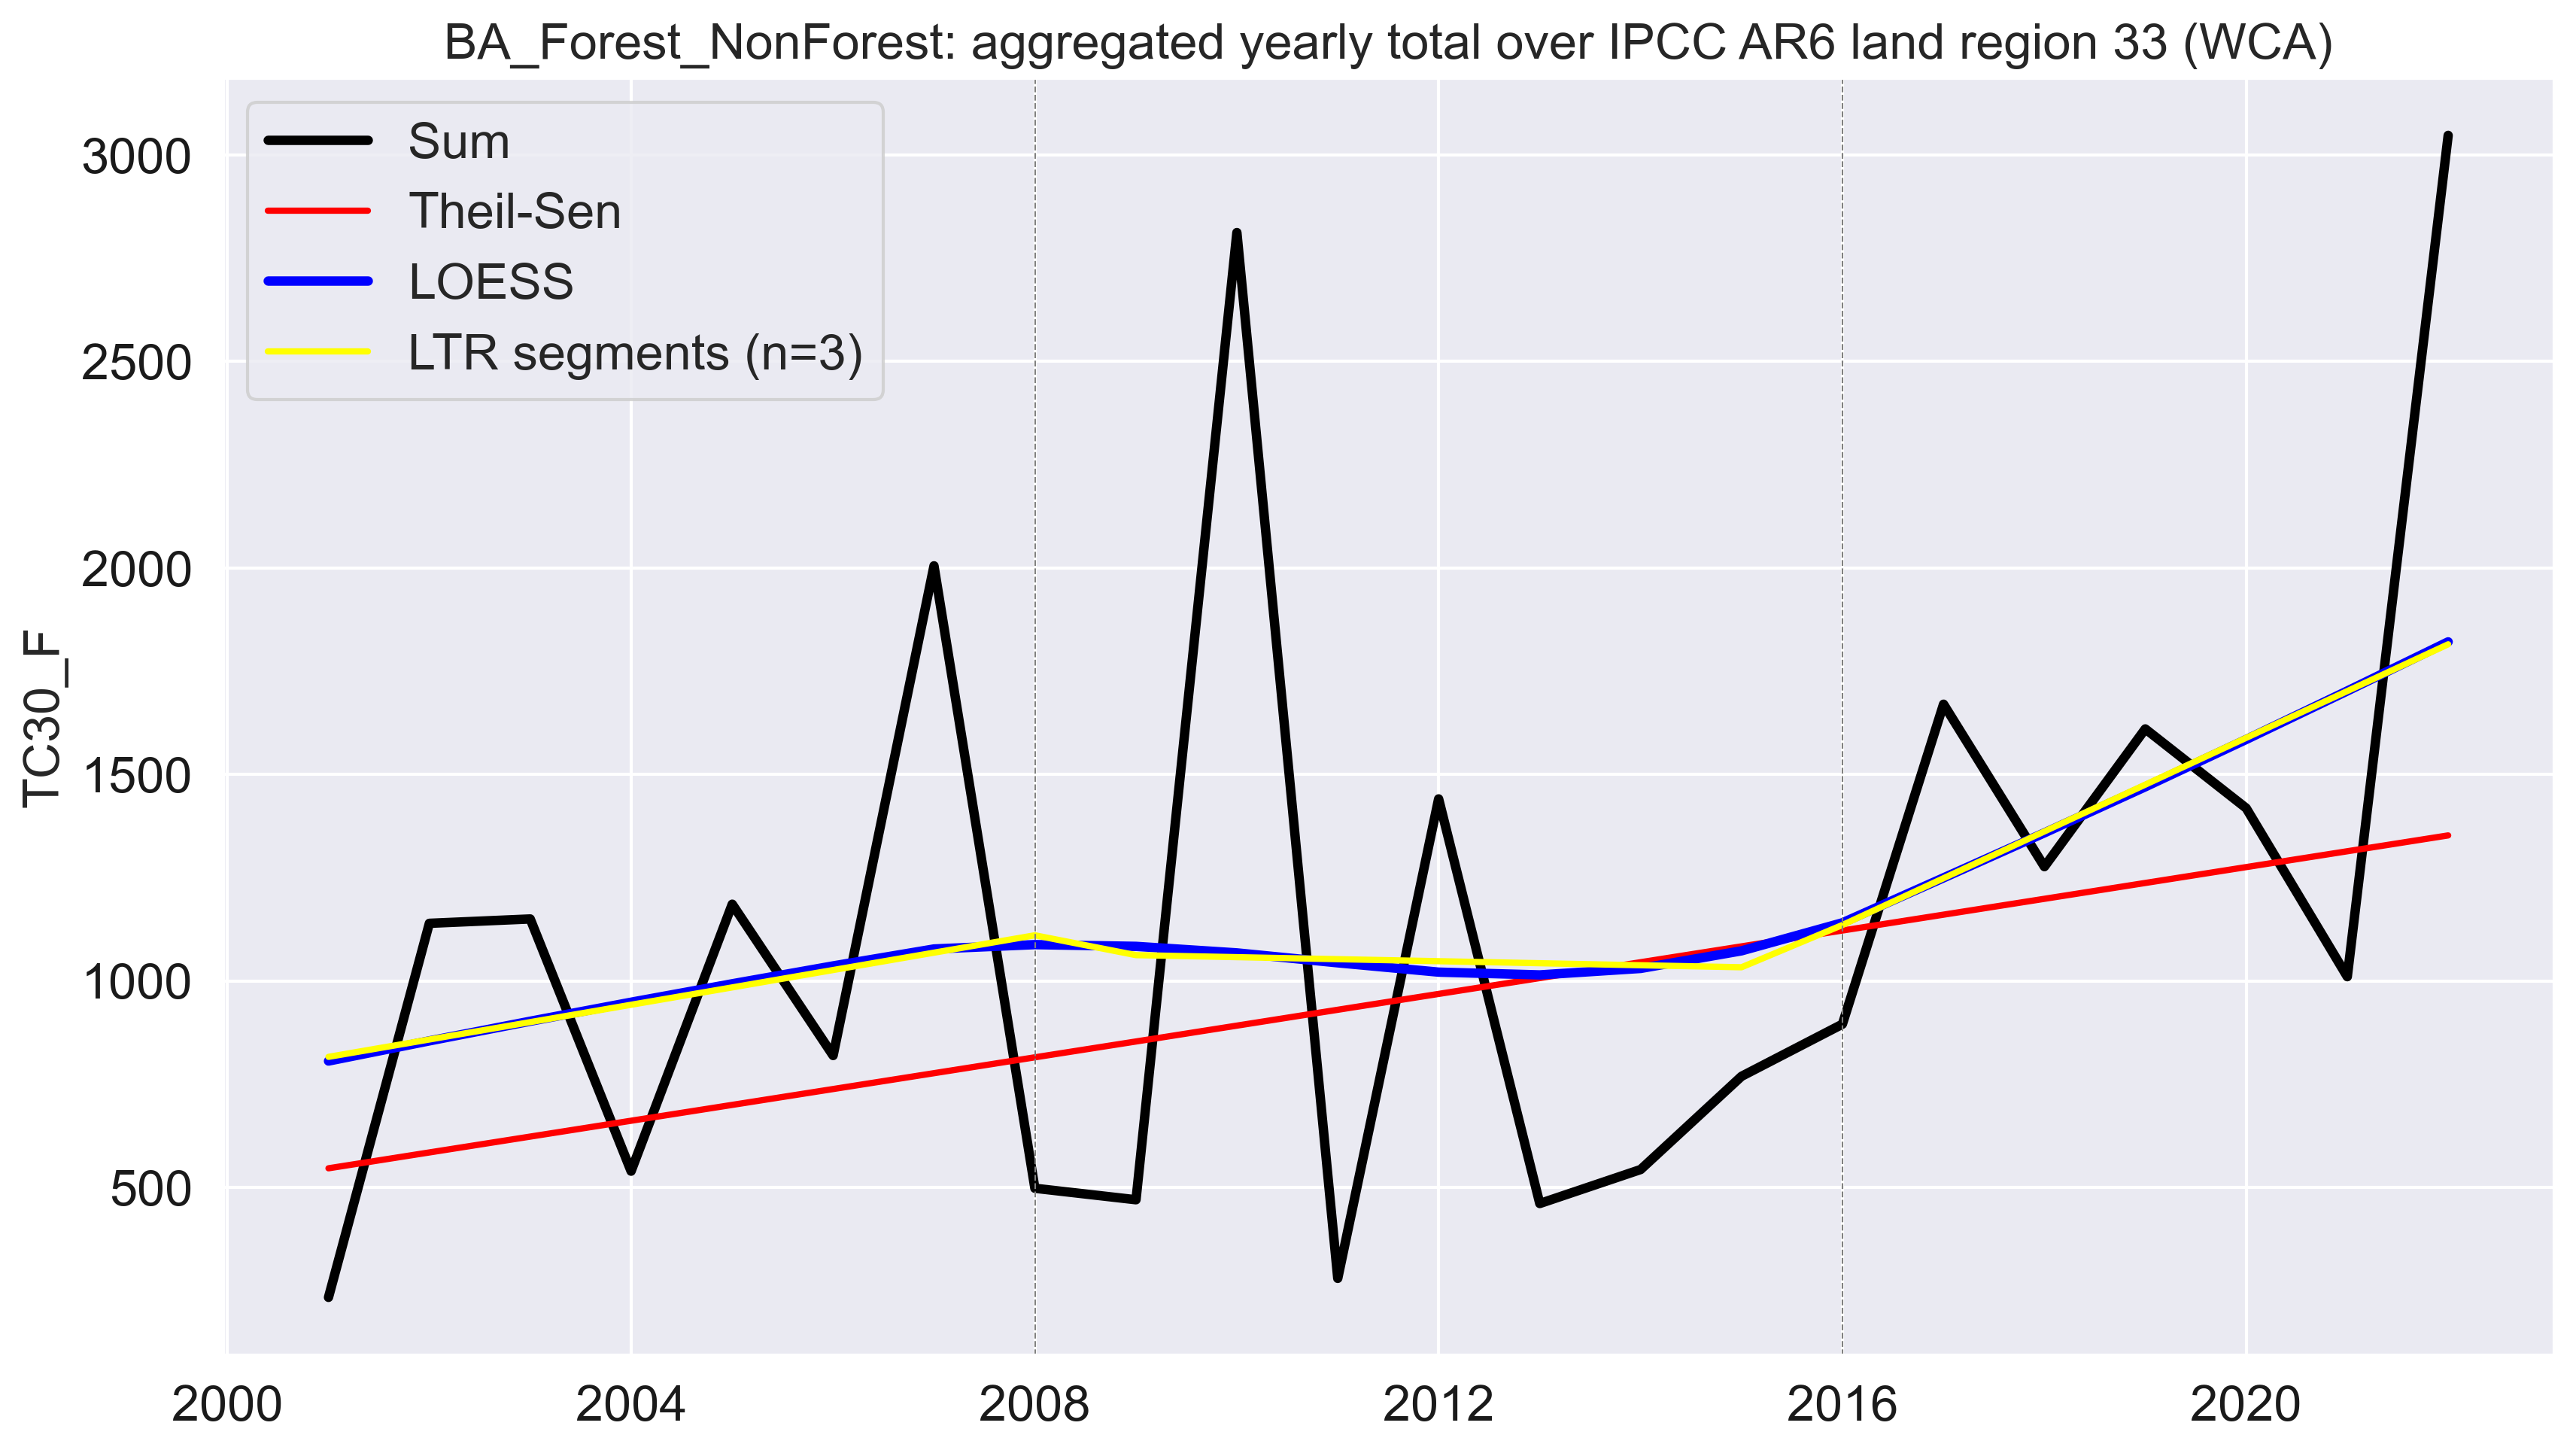 BA_Forest_NonForest: aggregated yearly total over IPCC AR6 land region 33 (WCA)
Sum
Theil-Sen
LOESS
LTR segments (n=3)
TC30_F
3000
2500
2000
1500
1000
500
2000 2004 2008 2012 2016 2020